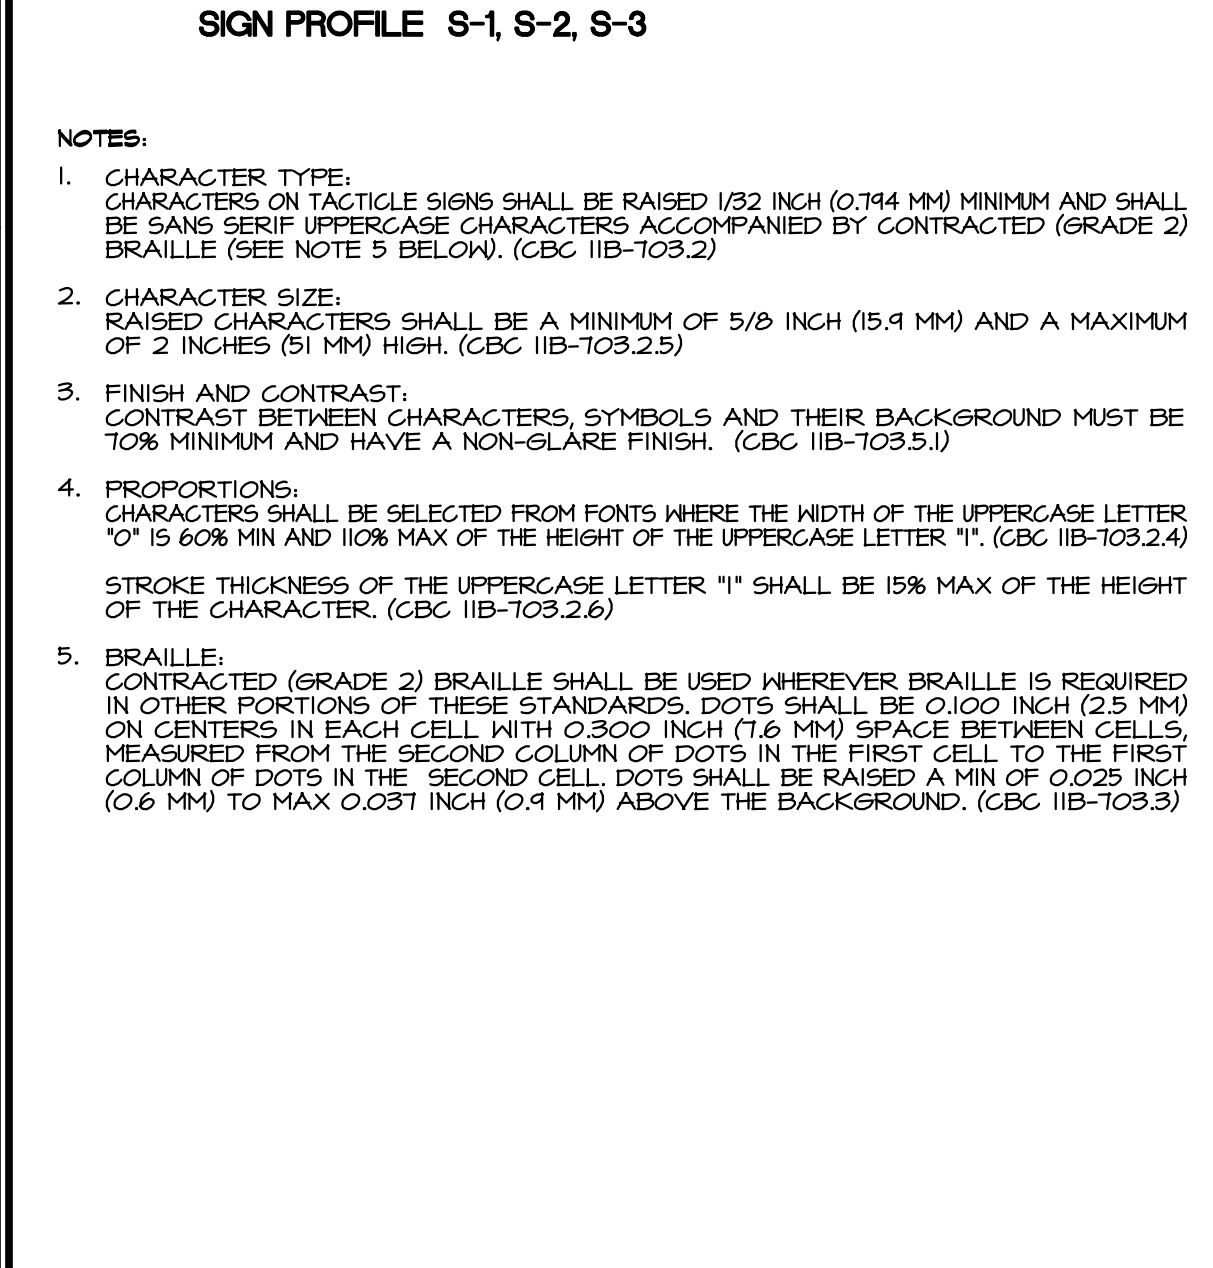 SIGN PROFILE S-1, S-2, S-3
NOTES:
1. CHARACTER TYPE:
CHARACTERS ON TACTICLE SIGNS SHALL BE RAISED 1/32 INCH (0.794 MM) MINIMUM AND SHALL
BE SANS SERIF UPPERCASE CHARACTERS ACCOMPANIED BY CONTRACTED (GRADE 2)
BRAILLE (SEE NOTE 5 BELOW). (CBC 11B-703.2)
2. CHARACTER SIZE:
RAISED CHARACTERS SHALL BE A MINIMUM OF 5/8 INCH (15.9 MM) AND A MAXIMUM
OF 2 INCHES (51 MM) HIGH. (CBC 11B-703.2.5)
3. FINISH AND CONTRAST:
CONTRAST BETWEEN CHARACTERS, SYMBOLS AND THEIR BACKGROUND MUST BE
70% MINIMUM AND HAVE A NON-GLARE FINISH. (CBC 11B-703.5.1)
4. PROPORTIONS:
CHARACTERS SHALL BE SELECTED FROM FONTS WHERE THE WIDTH OF THE UPPERCASE LETTER
"O" IS 60% MIN AND 110% MAX OF THE HEIGHT OF THE UPPERCASE LETTER "I". (CBC 11B-703.2.4)
STROKE THICKNESS OF THE UPPERCASE LETTER "I" SHALL BE 15% MAX OF THE HEIGHT
OF THE CHARACTER. (CBC 11B-703.2.6)
5. BRAILLE:
CONTRACTED (GRADE 2) BRAILLE SHALL BE USED WHEREVER BRAILLE IS REQUIRED
IN OTHER PORTIONS OF THESE STANDARDS. DOTS SHALL BE 0.100 INCH (2.5 MM)
ON CENTERS IN EACH CELL WITH 0.300 INCH (7.6 MM) SPACE BETWEEN CELLS,
MEASURED FROM THE SECOND COLUMN OF DOTS IN THE FIRST CELL TO THE FIRST
COLUMN OF DOTS IN THE SECOND CELL. DOTS SHALL BE RAISED A MIN OF 0.025 INCH
(0.6 MM) TO MAX 0.037 INCH (0.9 MM) ABOVE THE BACKGROUND. (CBC 11B-703.3)